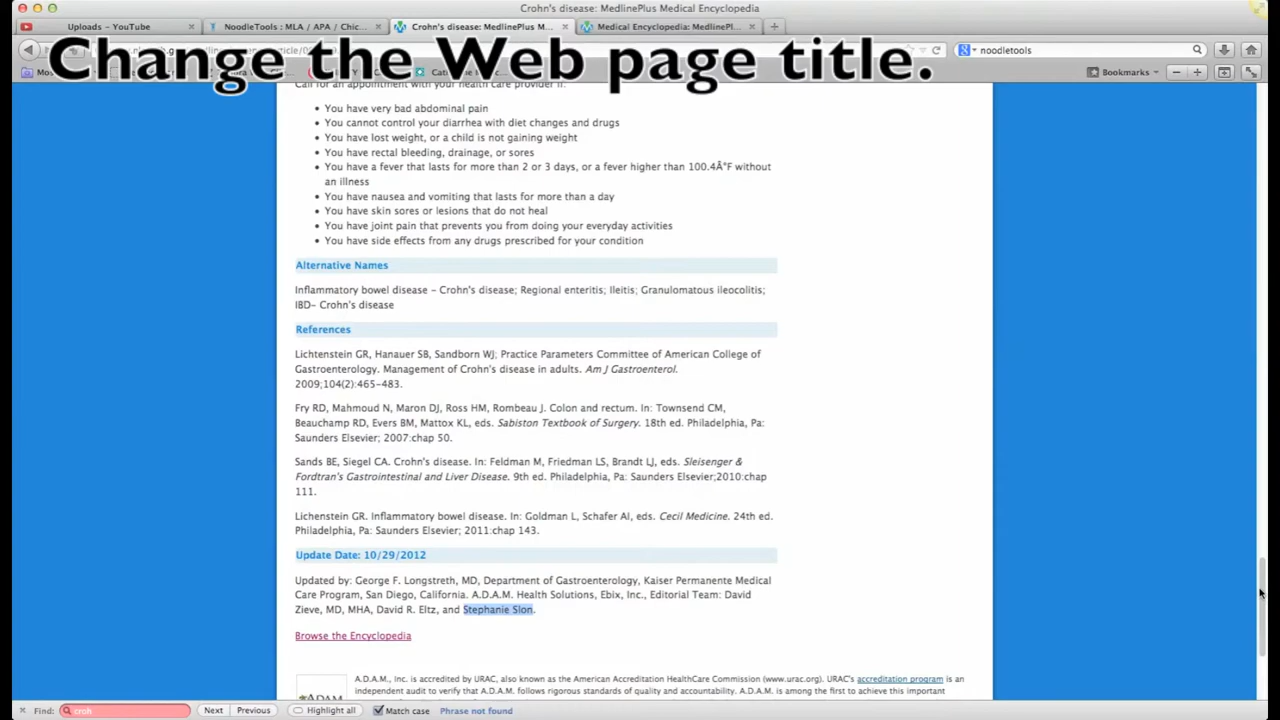 Crohn's disease: MedlinePlus Medical Encyclopedia
Uploads – YouTube
NoodleTools : MLA / APA / Chic...
Crohn's disease: MedlinePlus M...
Medical Encyclopedia: MedlineP...
Change the Web page title.
noodletools
Bookmarks
Call for an appointment with your health care provider if:
• You have very bad abdominal pain
• You cannot control your diarrhea with diet changes and drugs
• You have lost weight, or a child is not gaining weight
• You have rectal bleeding, drainage, or sores
• You have a fever that lasts for more than 2 or 3 days, or a fever higher than 100.4Â°F without
an illness
• You have nausea and vomiting that lasts for more than a day
• You have skin sores or lesions that do not heal
• You have joint pain that prevents you from doing your everyday activities
• You have side effects from any drugs prescribed for your condition
Alternative Names
Inflammatory bowel disease - Crohn's disease; Regional enteritis; Ileitis; Granulomatous ileocolitis;
IBD- Crohn's disease
References
Lichtenstein GR, Hanauer SB, Sandborn WJ; Practice Parameters Committee of American College of
Gastroenterology. Management of Crohn's disease in adults. Am J Gastroenterol.
2009;104(2):465-483.
Fry RD, Mahmoud N, Maron DJ, Ross HM, Rombeau J. Colon and rectum. In: Townsend CM,
Beauchamp RD, Evers BM, Mattox KL, eds. Sabiston Textbook of Surgery. 18th ed. Philadelphia, Pa:
Saunders Elsevier; 2007:chap 50.
Sands BE, Siegel CA. Crohn's disease. In: Feldman M, Friedman LS, Brandt LJ, eds. Sleisenger &
Fordtran's Gastrointestinal and Liver Disease. 9th ed. Philadelphia, Pa: Saunders Elsevier;2010:chap
111.
Lichenstein GR. Inflammatory bowel disease. In: Goldman L, Schafer AI, eds. Cecil Medicine. 24th ed.
Philadelphia, Pa: Saunders Elsevier; 2011:chap 143.
Update Date: 10/29/2012
Updated by: George F. Longstreth, MD, Department of Gastroenterology, Kaiser Permanente Medical
Care Program, San Diego, California. A.D.A.M. Health Solutions, Ebix, Inc., Editorial Team: David
Zieve, MD, MHA, David R. Eltz, and Stephanie Slon.
Browse the Encyclopedia
A.D.A.M., Inc. is accredited by URAC, also known as the American Accreditation HealthCare Commission (www.urac.org). URAC's accreditation program is an
independent audit to verify that A.D.A.M. follows rigorous standards of quality and accountability. A.D.A.M. is among the first to achieve this important
ADAM
Find: croh Next Previous Highlight all Match case Phrase not found